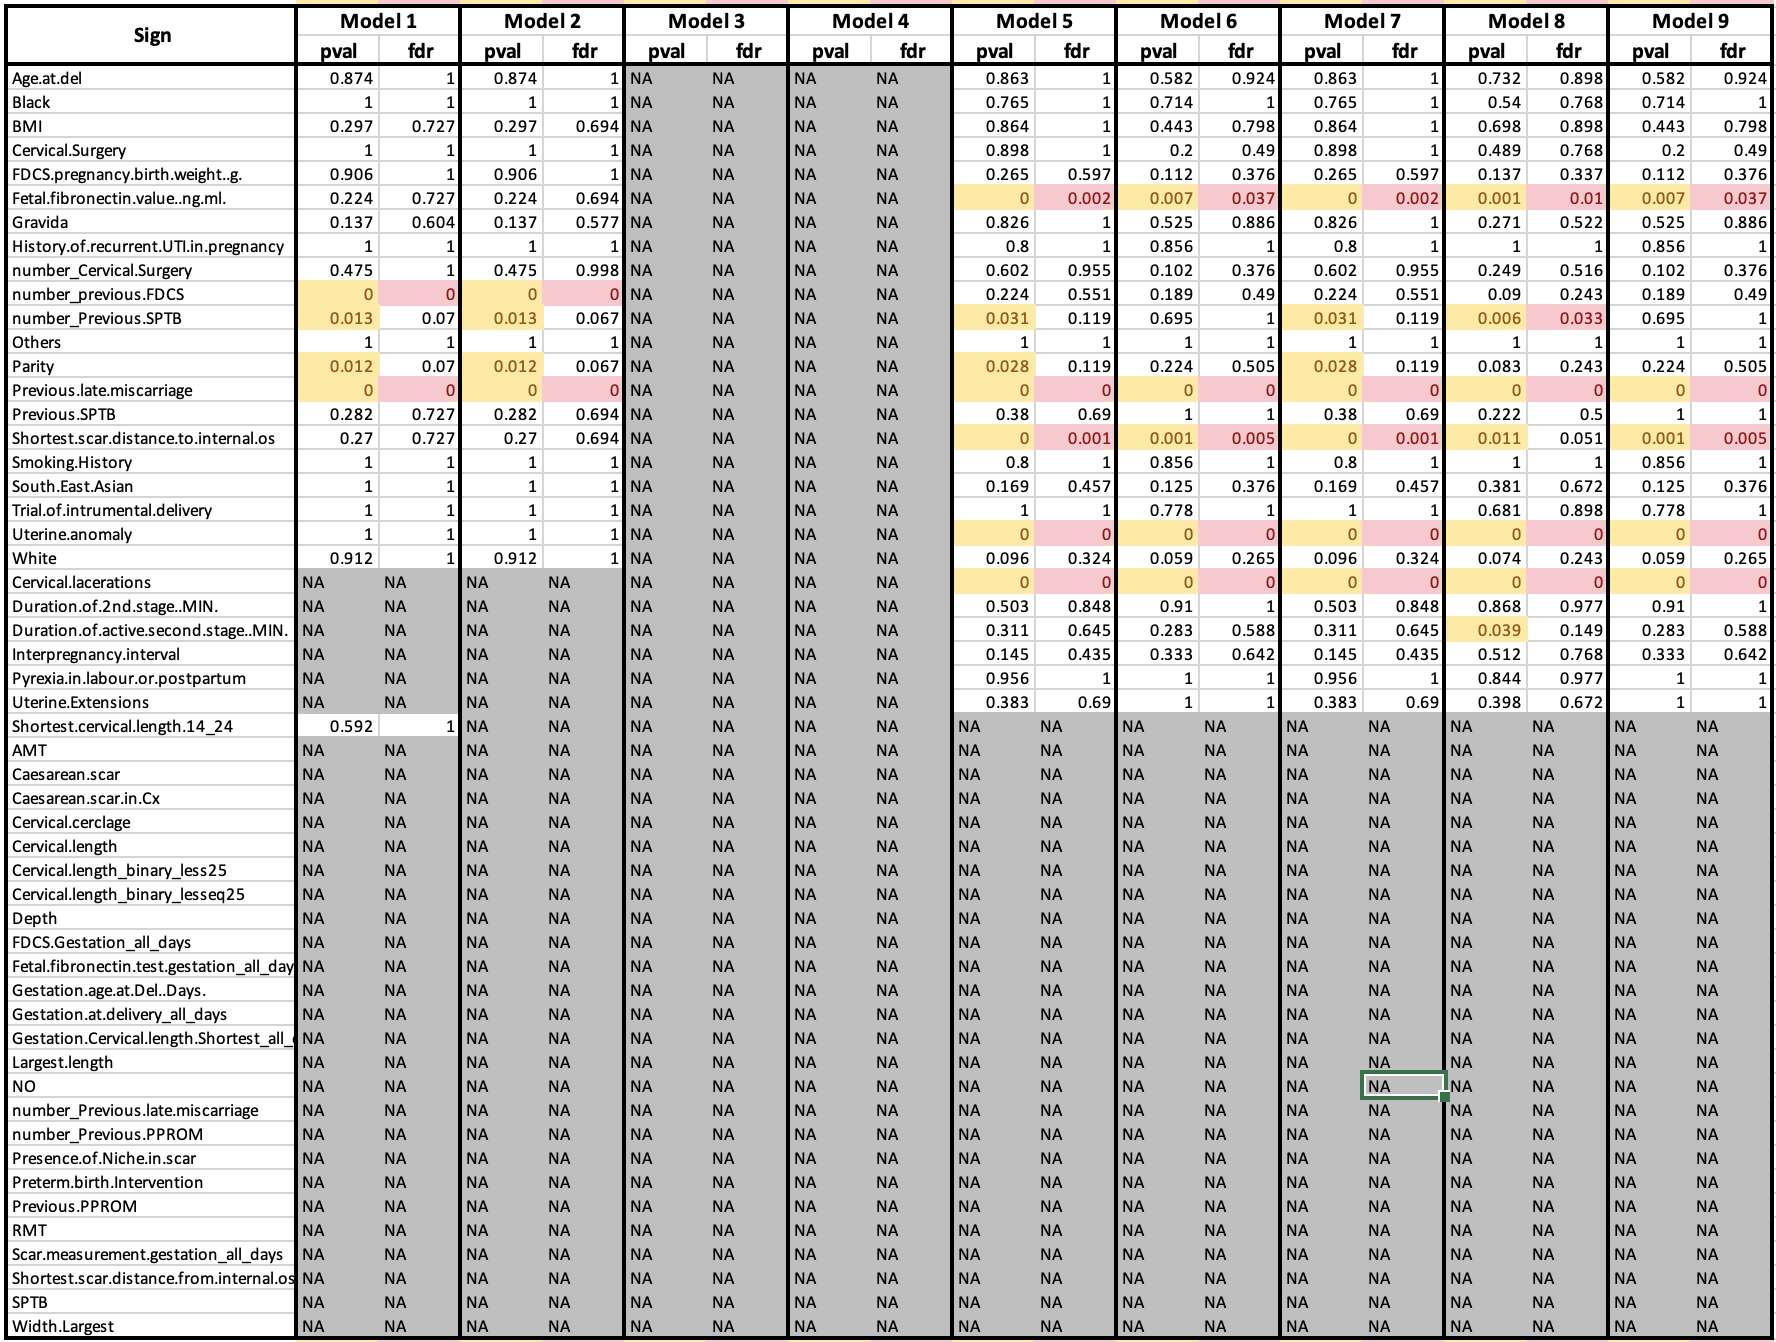 Sign Model 1 Model 2 Model 3 Model 4 Model 5 Model 6 Model 7 Model 8 Model 9
pval fdr pval fdr pval fdr pval fdr pval fdr pval fdr pval fdr pval fdr pval fdr
Age.at.del 0.874 1 0.874 1 NA NA NA NA 0.863 1 0.582 0.924 0.863 1 0.732 0.898 0.582 0.924
Black 1 1 1 1 NA NA NA NA 0.765 1 0.714 1 0.765 1 0.54 0.768 0.714 1
BMI 0.297 0.727 0.297 0.694 NA NA NA NA 0.864 1 0.443 0.798 0.864 1 0.698 0.898 0.443 0.798
Cervical.Surgery 1 1 1 1 NA NA NA NA 0.898 1 0.2 0.49 0.898 1 0.489 0.768 0.2 0.49
FDCS.pregnancy.birth.weight..g. 0.906 1 0.906 1 NA NA NA NA 0.265 0.597 0.112 0.376 0.265 0.597 0.137 0.337 0.112 0.376
Fetal.fibronectin.value..ng.ml. 0.224 0.727 0.224 0.694 NA NA NA NA 0 0.002 0.007 0.037 0 0.002 0.001 0.01 0.007 0.037
Gravida 0.137 0.604 0.137 0.577 NA NA NA NA 0.826 1 0.525 0.886 0.826 1 0.271 0.522 0.525 0.886
History.of.recurrent.UTI.in.pregnancy 1 1 1 1 NA NA NA NA 0.8 1 0.856 1 0.8 1 1 1 0.856 1
number_Cervical.Surgery 0.475 1 0.475 0.998 NA NA NA NA 0.602 0.955 0.102 0.376 0.602 0.955 0.249 0.516 0.102 0.376
number_previous.FDCS 0 0 0 0 NA NA NA NA 0.224 0.551 0.189 0.49 0.224 0.551 0.09 0.243 0.189 0.49
number_Previous.SPTB 0.013 0.07 0.013 0.067 NA NA NA NA 0.031 0.119 0.695 1 0.031 0.119 0.006 0.033 0.695 1
Others 1 1 1 1 NA NA NA NA 1 1 1 1 1 1 1 1 1 1
Parity 0.012 0.07 0.012 0.067 NA NA NA NA 0.028 0.119 0.224 0.505 0.028 0.119 0.083 0.243 0.224 0.505
Previous.late.miscarriage 0 0 0 0 NA NA NA NA 0 0 0 0 0 0 0 0 0 0
Previous.SPTB 0.282 0.727 0.282 0.694 NA NA NA NA 0.38 0.69 1 1 0.38 0.69 0.222 0.5 1 1
Shortest.scar.distance.to.internal.os 0.27 0.727 0.27 0.694 NA NA NA NA 0 0.001 0.001 0.005 0 0.001 0.011 0.051 0.001 0.005
Smoking.History 1 1 1 1 NA NA NA NA 0.8 1 0.856 1 0.8 1 1 1 0.856 1
South.East.Asian 1 1 1 1 NA NA NA NA 0.169 0.457 0.125 0.376 0.169 0.457 0.381 0.672 0.125 0.376
Trial.of.intrumental.delivery 1 1 1 1 NA NA NA NA 1 1 0.778 1 1 1 0.681 0.898 0.778 1
Uterine.anomaly 1 1 1 1 NA NA NA NA 0 0 0 0 0 0 0 0 0 0
White 0.912 1 0.912 1 NA NA NA NA 0.096 0.324 0.059 0.265 0.096 0.324 0.074 0.243 0.059 0.265
Cervical.lacerations NA NA NA NA NA NA NA NA 0 0 0 0 0 0 0 0 0 0
Duration.of.2nd.stage..MIN. NA NA NA NA NA NA NA NA 0.503 0.848 0.91 1 0.503 0.848 0.868 0.977 0.91 1
Duration.of.active.second.stage..MIN. NA NA NA NA NA NA NA NA 0.311 0.645 0.283 0.588 0.311 0.645 0.039 0.149 0.283 0.588
Interpregnancy.interval NA NA NA NA NA NA NA NA 0.145 0.435 0.333 0.642 0.145 0.435 0.512 0.768 0.333 0.642
Pyrexia.in.labour.or.postpartum NA NA NA NA NA NA NA NA 0.956 1 1 1 0.956 1 0.844 0.977 1 1
Uterine.Extensions NA NA NA NA NA NA NA NA 0.383 0.69 1 1 0.383 0.69 0.398 0.672 1 1
Shortest.cervical.length.14_24 0.592 1 NA NA NA NA NA NA NA NA NA NA NA NA NA NA NA NA
AMT NA NA NA NA NA NA NA NA NA NA NA NA NA NA NA NA NA NA
Caesarean.scar NA NA NA NA NA NA NA NA NA NA NA NA NA NA NA NA NA NA
Caesarean.scar.in.Cx NA NA NA NA NA NA NA NA NA NA NA NA NA NA NA NA NA NA
Cervical.cerclage NA NA NA NA NA NA NA NA NA NA NA NA NA NA NA NA NA NA
Cervical.length NA NA NA NA NA NA NA NA NA NA NA NA NA NA NA NA NA NA
Cervical.length_binary_less25 NA NA NA NA NA NA NA NA NA NA NA NA NA NA NA NA NA NA
Cervical.length_binary_lesseq25 NA NA NA NA NA NA NA NA NA NA NA NA NA NA NA NA NA NA
Depth NA NA NA NA NA NA NA NA NA NA NA NA NA NA NA NA NA NA
FDCS.Gestation_all_days NA NA NA NA NA NA NA NA NA NA NA NA NA NA NA NA NA NA
Fetal.fibronectin.test.gestation_all_day NA NA NA NA NA NA NA NA NA NA NA NA NA NA NA NA NA NA
Gestation.age.at.Del..Days. NA NA NA NA NA NA NA NA NA NA NA NA NA NA NA NA NA NA
Gestation.at.delivery_all_days NA NA NA NA NA NA NA NA NA NA NA NA NA NA NA NA NA NA
Gestation.Cervical.length.Shortest_all_ NA NA NA NA NA NA NA NA NA NA NA NA NA NA NA NA NA NA
Largest.length NA NA NA NA NA NA NA NA NA NA NA NA NA NA NA NA NA NA
NO NA NA NA NA NA NA NA NA NA NA NA NA NA NA NA NA NA NA
number_Previous.late.miscarriage NA NA NA NA NA NA NA NA NA NA NA NA NA NA NA NA NA NA
number_Previous.PPROM NA NA NA NA NA NA NA NA NA NA NA NA NA NA NA NA NA NA
Presence.of.Niche.in.scar NA NA NA NA NA NA NA NA NA NA NA NA NA NA NA NA NA NA
Preterm.birth.Intervention NA NA NA NA NA NA NA NA NA NA NA NA NA NA NA NA NA NA
Previous.PPROM NA NA NA NA NA NA NA NA NA NA NA NA NA NA NA NA NA NA
RMT NA NA NA NA NA NA NA NA NA NA NA NA NA NA NA NA NA NA
Scar.measurement.gestation_all_days NA NA NA NA NA NA NA NA NA NA NA NA NA NA NA NA NA NA
Shortest.scar.distance.from.internal.os NA NA NA NA NA NA NA NA NA NA NA NA NA NA NA NA NA NA
SPTB NA NA NA NA NA NA NA NA NA NA NA NA NA NA NA NA NA NA
Width.Largest NA NA NA NA NA NA NA NA NA NA NA NA NA NA NA NA NA NA